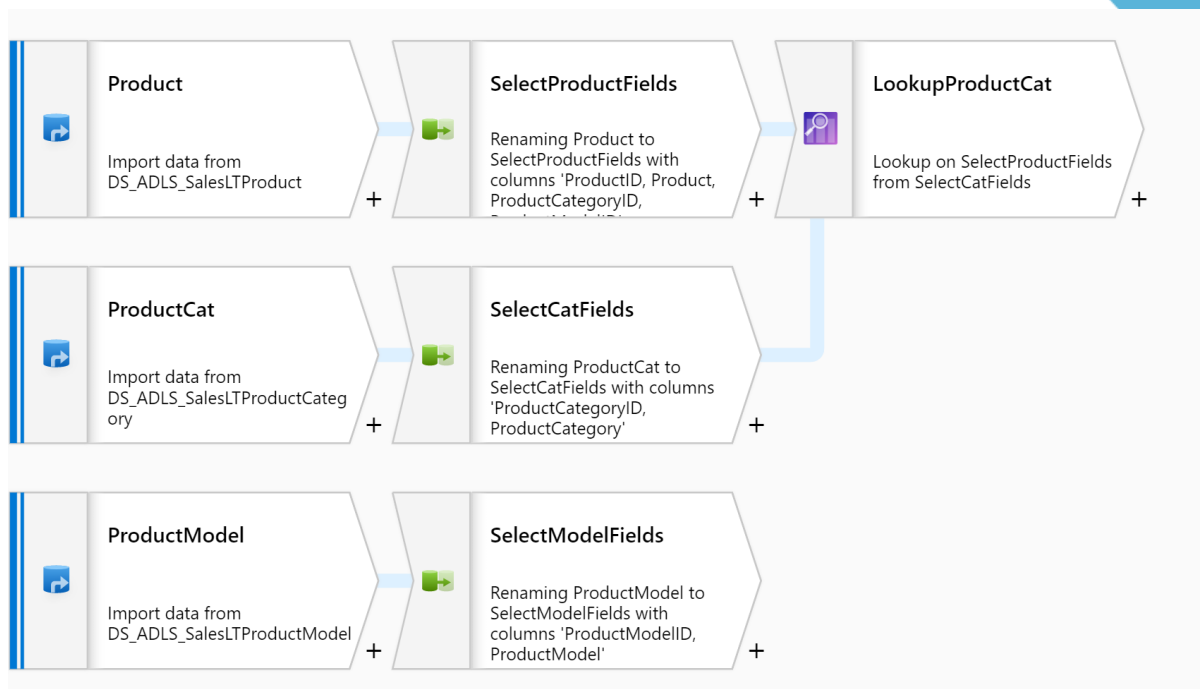 Product
Import data from
DS_ADLS_SalesLTProduct
SelectProductFields
Renaming Product to
SelectProductFields with
columns 'ProductID, Product,
ProductCategoryID,
LookupProductCat
Lookup on SelectProductFields
from SelectCatFields
ProductCat
Import data from
DS_ADLS_SalesLTProductCateg
ory
SelectCatFields
Renaming ProductCat to
SelectCatFields with columns
'ProductCategoryID,
ProductCategory'
ProductModel
Import data from
DS_ADLS_SalesLTProductModel
SelectModelFields
Renaming ProductModel to
SelectModelFields with
columns 'ProductModelID,
ProductModel'